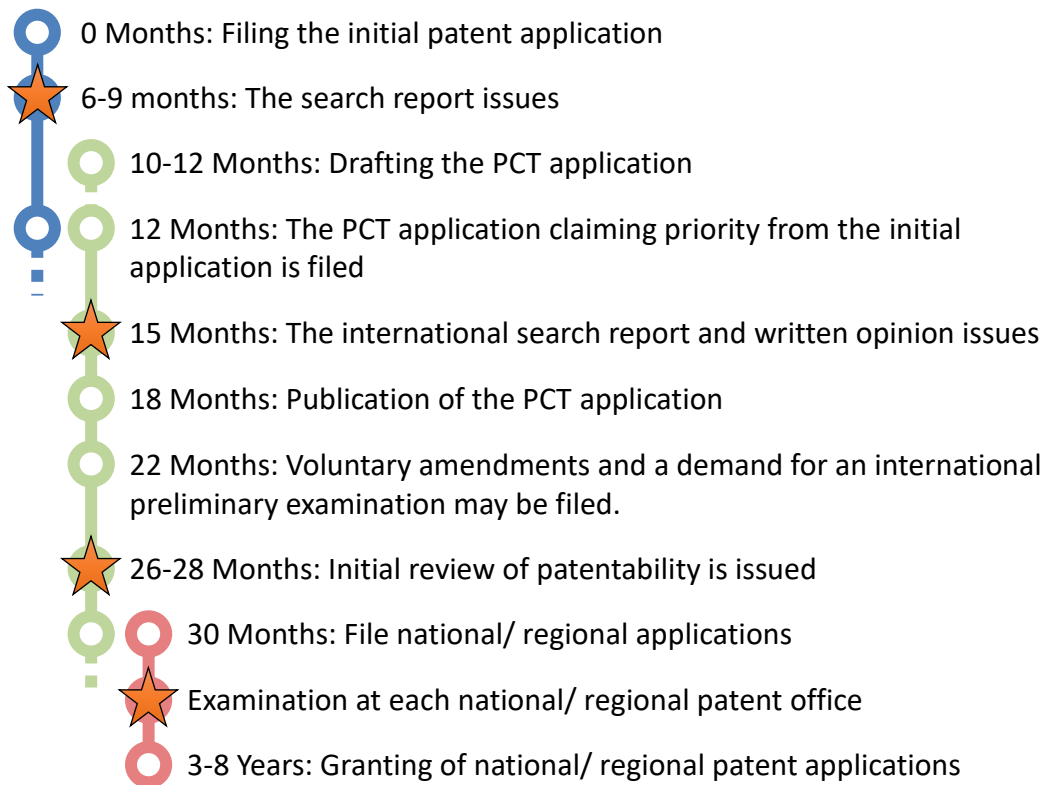 0 Months: Filing the initial patent application
6-9 months: The search report issues
10-12 Months: Drafting the PCT application
12 Months: The PCT application claiming priority from the initial
application is filed
15 Months: The international search report and written opinion issues
18 Months: Publication of the PCT application
22 Months: Voluntary amendments and a demand for an international
preliminary examination may be filed.
26-28 Months: Initial review of patentability is issued
30 Months: File national/ regional applications
Examination at each national/ regional patent office
3-8 Years: Granting of national/ regional patent applications